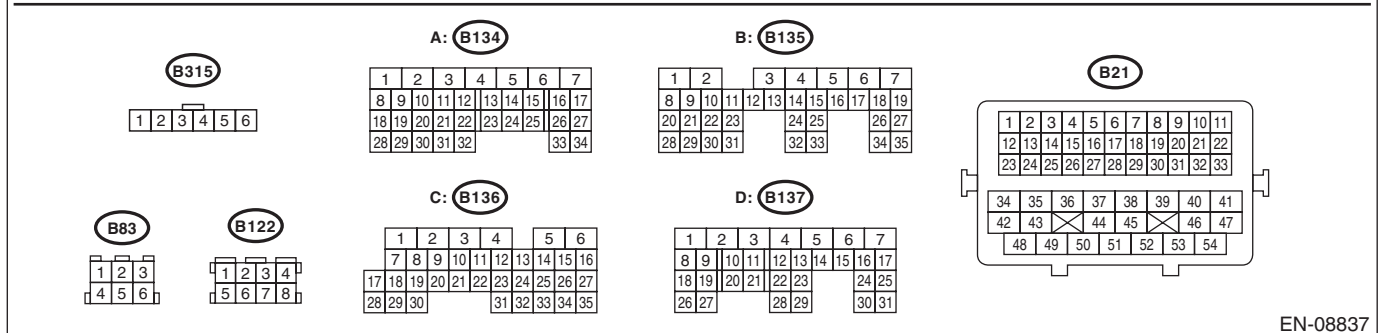 B315
1 2 3 4 5 6
A: B134
1 2 3 4 5 6 7
8 9 10 11 12 13 14 15 16 17
18 19 20 21 22 23 24 25 26 27
28 29 30 31 32 33 34
B: B135
1 2 3 4 5 6 7
8 9 10 11 12 13 14 15 16 17 18 19
20 21 22 23 24 25 26 27
28 29 30 31 32 33 34 35
B21
1 2 3 4 5 6 7 8 9 10 11
12 13 14 15 16 17 18 19 20 21 22
23 24 25 26 27 28 29 30 31 32 33
34 35 36 37 38 39 40 41
42 43 44 45 46 47
48 49 50 51 52 53 54
B83
1 2 3
4 5 6
B122
1 2 3 4
5 6 7 8
C: B136
1 2 3 4 5 6
7 8 9 10 11 12 13 14 15 16
17 18 19 20 21 22 23 24 25 26 27
28 29 30 31 32 33 34 35
D: B137
1 2 3 4 5 6 7
8 9 10 11 12 13 14 15 16 17
18 19 20 21 22 23 24 25
26 27 28 29 30 31
EN-08837